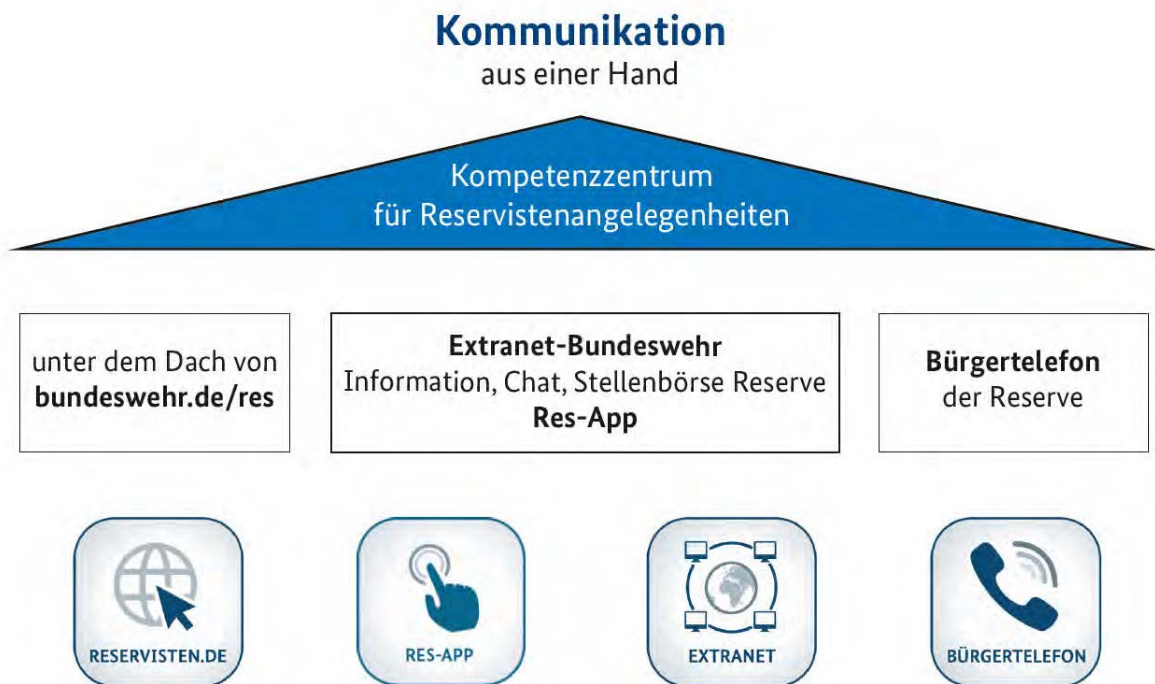 Kommunikation
aus einer Hand
Kompetenzzentrum
für Reservistenangelegenheiten
unter dem Dach von
bundeswehr.de/res
Extranet-Bundeswehr
Information, Chat, Stellenbörse Reserve
Res-App
Bürgertelefon
der Reserve
RESERVISTEN.DE
RES-APP
EXTRANET
BÜRGERTELEFON